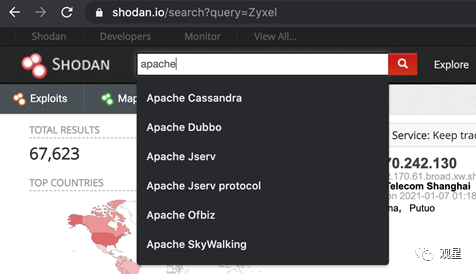 shodan.io/search?query=Zyxel
Shodan Developers Monitor View All...
SHODAN apache Explore
Exploits Map
Apache Cassandra
Apache Dubbo
Apache Jserv
Apache Jserv protocol
Apache Ofbiz
Apache SkyWalking
TOTAL RESULTS
67,623
TOP COUNTRIES
Service: Keep trac
70.242.130
.170.61.broad.xw.sh
Telecom Shanghai
on 2021-01-07 01:18
na, Putuo
观星